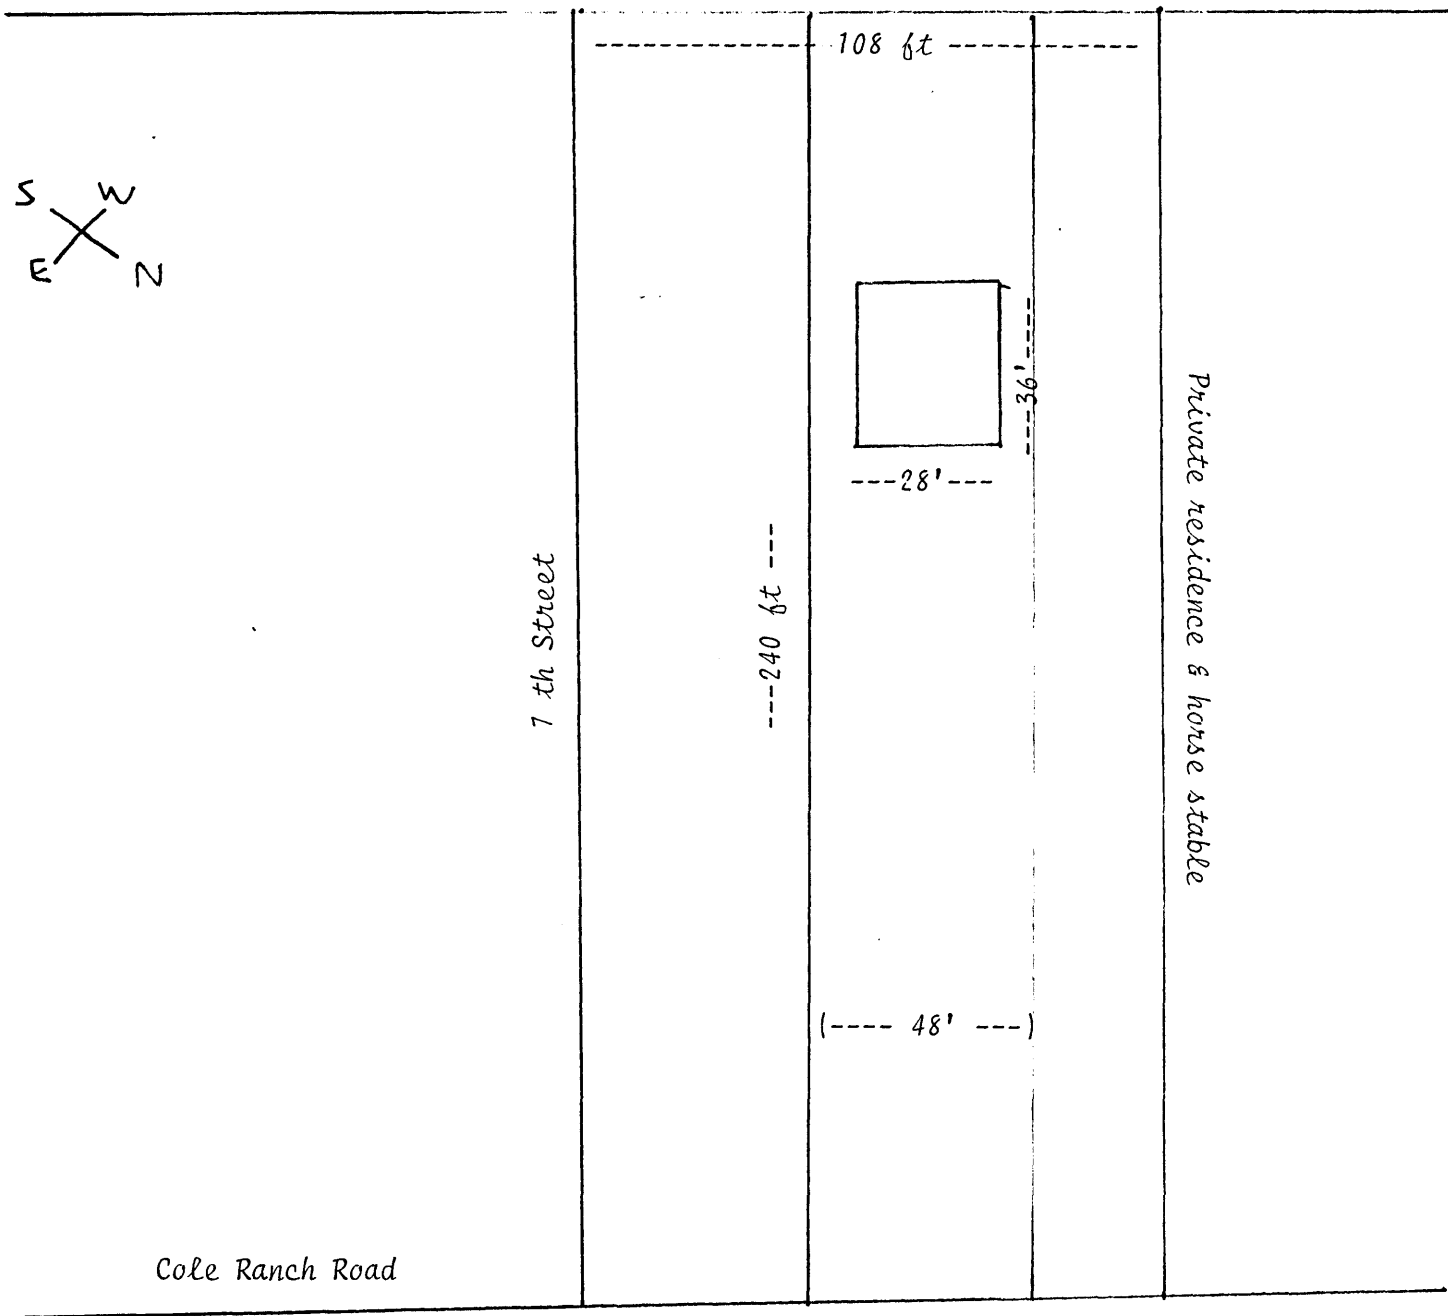 108 ft
S W
E N
36'
28'
7 th Street
240 ft
Private residence & horse stable
(---- 48' ---)
Cole Ranch Road